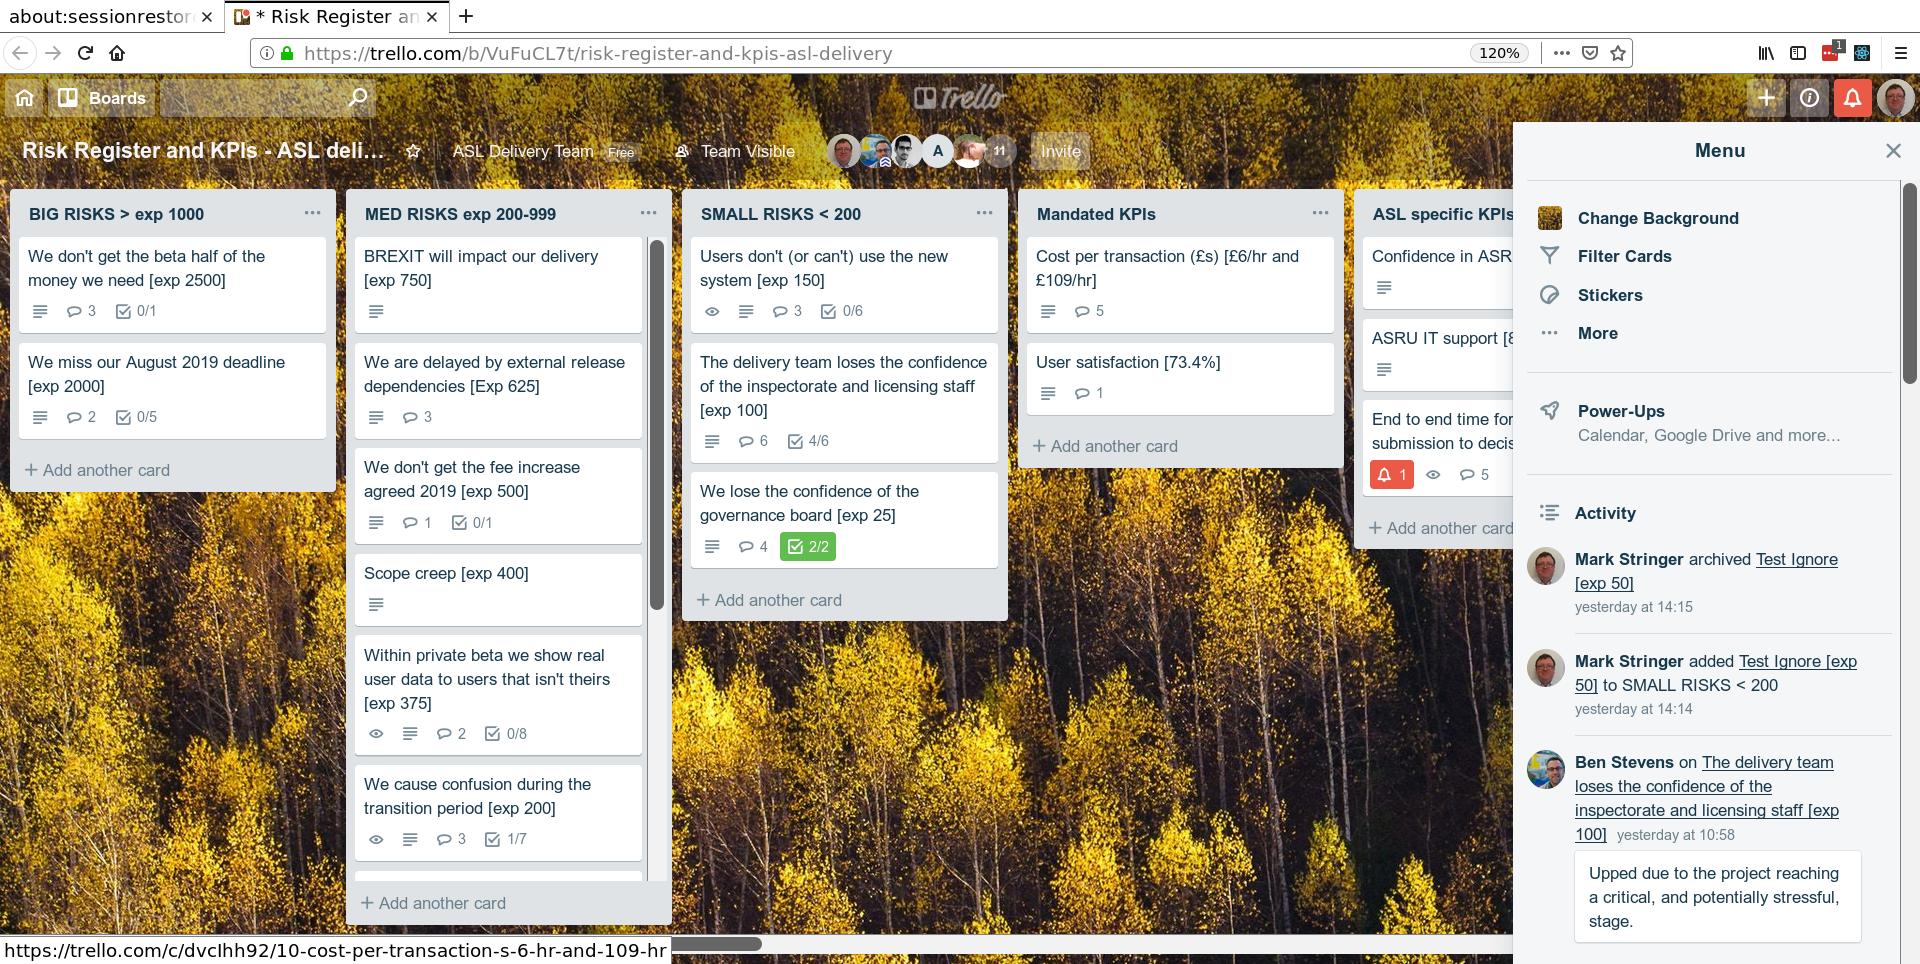 about:sessionrestor
* Risk Register an
https://trello.com/b/VuFuCL7t/risk-register-and-kpis-asl-delivery
120%
1
Boards
Trello
Risk Register and KPIs - ASL deli...
ASL Delivery Team Free
Team Visible
A
11
Invite
BIG RISKS > exp 1000
We don't get the beta half of the
money we need [exp 2500]
3 0/1
We miss our August 2019 deadline
[exp 2000]
2 0/5
+ Add another card
MED RISKS exp 200-999
BREXIT will impact our delivery
[exp 750]
We are delayed by external release
dependencies [Exp 625]
3
We don't get the fee increase
agreed 2019 [exp 500]
1 0/1
Scope creep [exp 400]
Within private beta we show real
user data to users that isn't theirs
[exp 375]
2 0/8
We cause confusion during the
transition period [exp 200]
3 1/7
+ Add another card
SMALL RISKS < 200
Users don't (or can't) use the new
system [exp 150]
3 0/6
The delivery team loses the confidence
of the inspectorate and licensing staff
[exp 100]
6 4/6
We lose the confidence of the
governance board [exp 25]
4 2/2
+ Add another card
Mandated KPIs
Cost per transaction (£s) [£6/hr and
£109/hr]
5
User satisfaction [73.4%]
1
+ Add another card
ASL specific KPIs
Confidence in ASR
ASRU IT support [8
End to end time for
submission to decis
1 5
+ Add another card
Menu
Change Background
Filter Cards
Stickers
More
Power-Ups
Calendar, Google Drive and more...
Activity
Mark Stringer archived Test Ignore
[exp 50]
yesterday at 14:15
Mark Stringer added Test Ignore [exp
50] to SMALL RISKS < 200
yesterday at 14:14
Ben Stevens on The delivery team
loses the confidence of the
inspectorate and licensing staff [exp
100] yesterday at 10:58
Upped due to the project reaching
a critical, and potentially stressful,
stage.
https://trello.com/c/dvcIhh92/10-cost-per-transaction-s-6-hr-and-109-hr